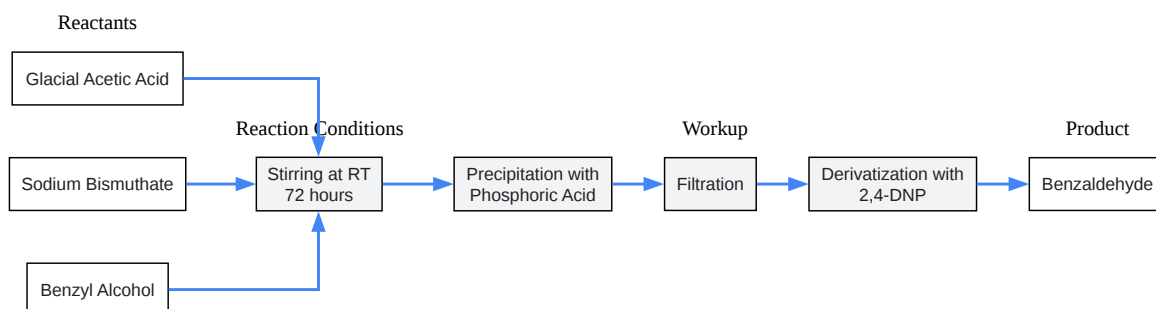 Reactants
Glacial Acetic Acid
Reaction Conditions
Workup
Product
Sodium Bismuthate
Stirring at RT
72 hours
Precipitation with
Phosphoric Acid
Filtration
Derivatization with
2,4-DNP
Benzaldehyde
Benzyl Alcohol